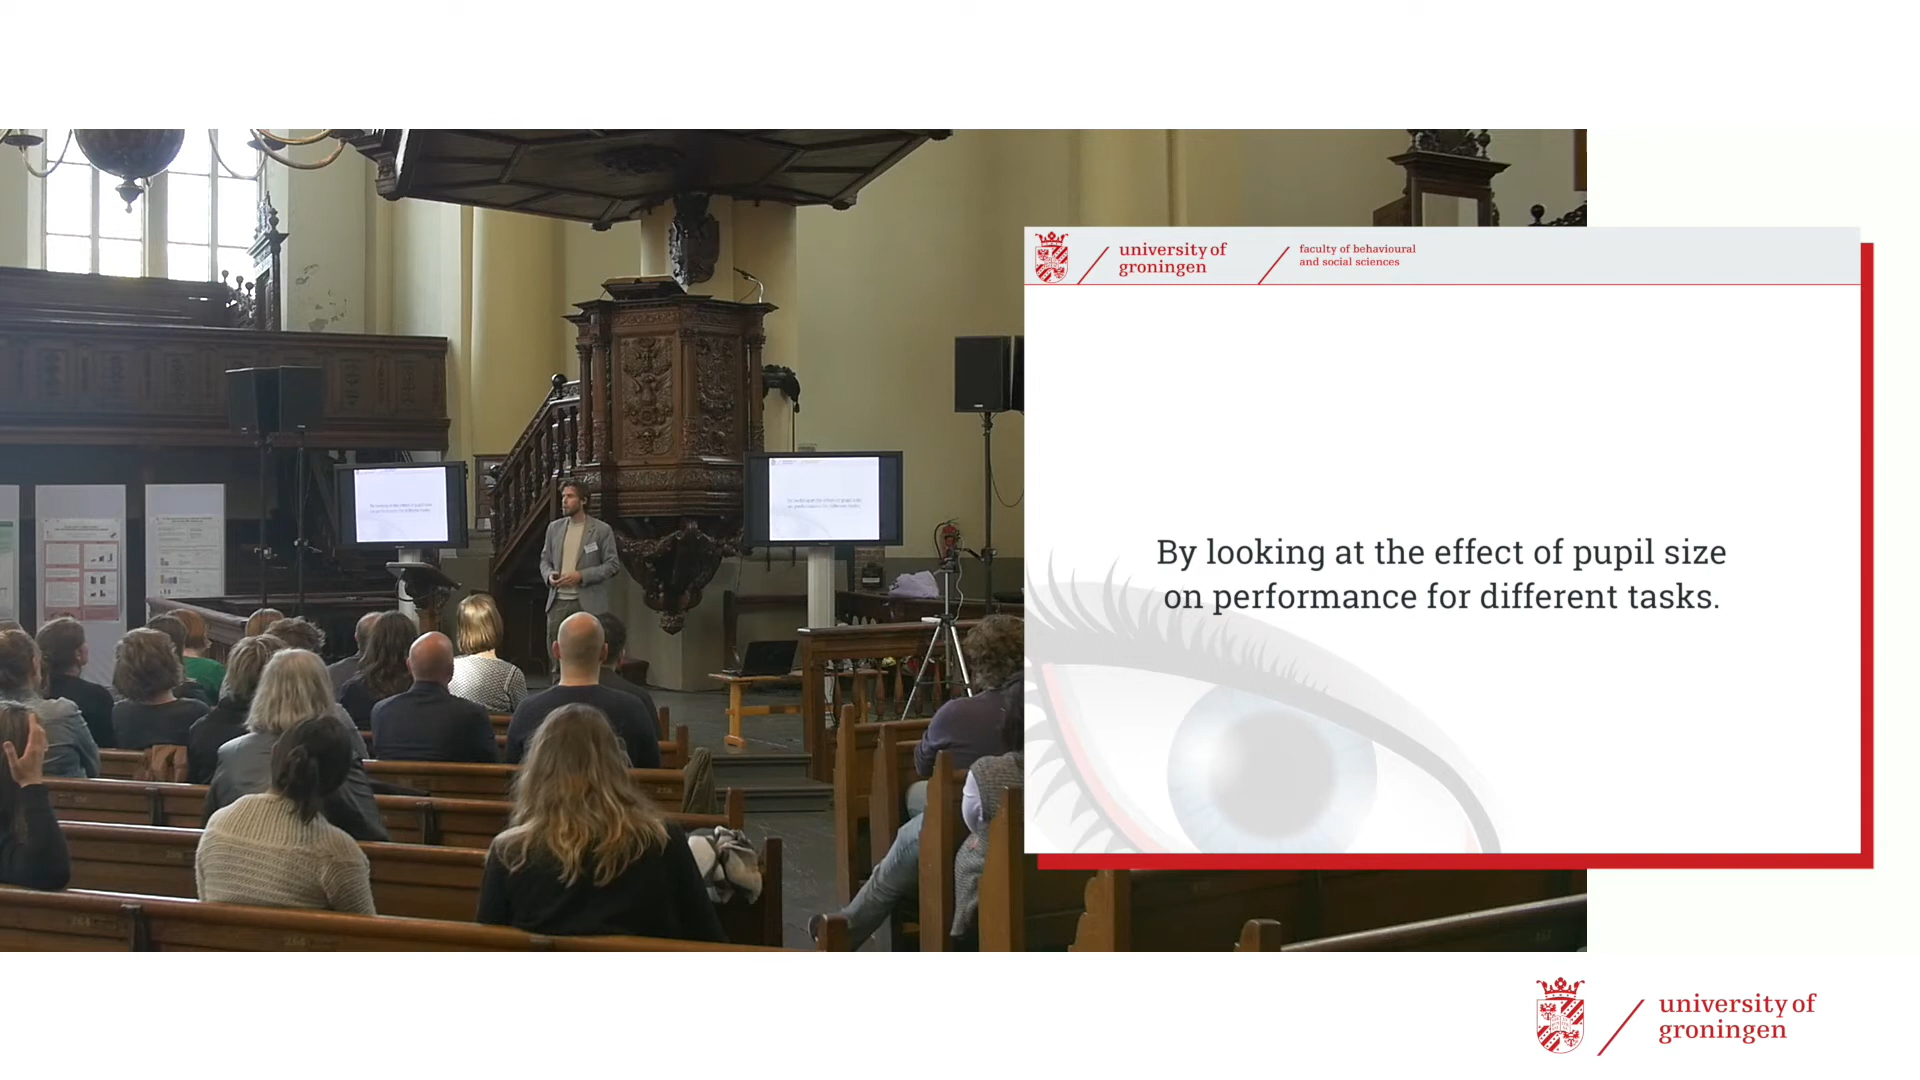 university of
groningen
faculty of behavioural
and social sciences
By looking at the effect of pupil size
on performance for different tasks.
university of
groningen